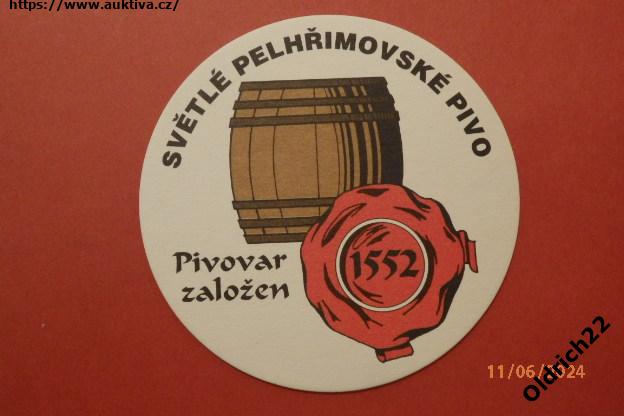 https://www.auktiva.cz/
SVĚTLÉ PELHŘIMOVSKÉ PIVO
Pivovar
založen
1552
11/06/2024
Oldrich22